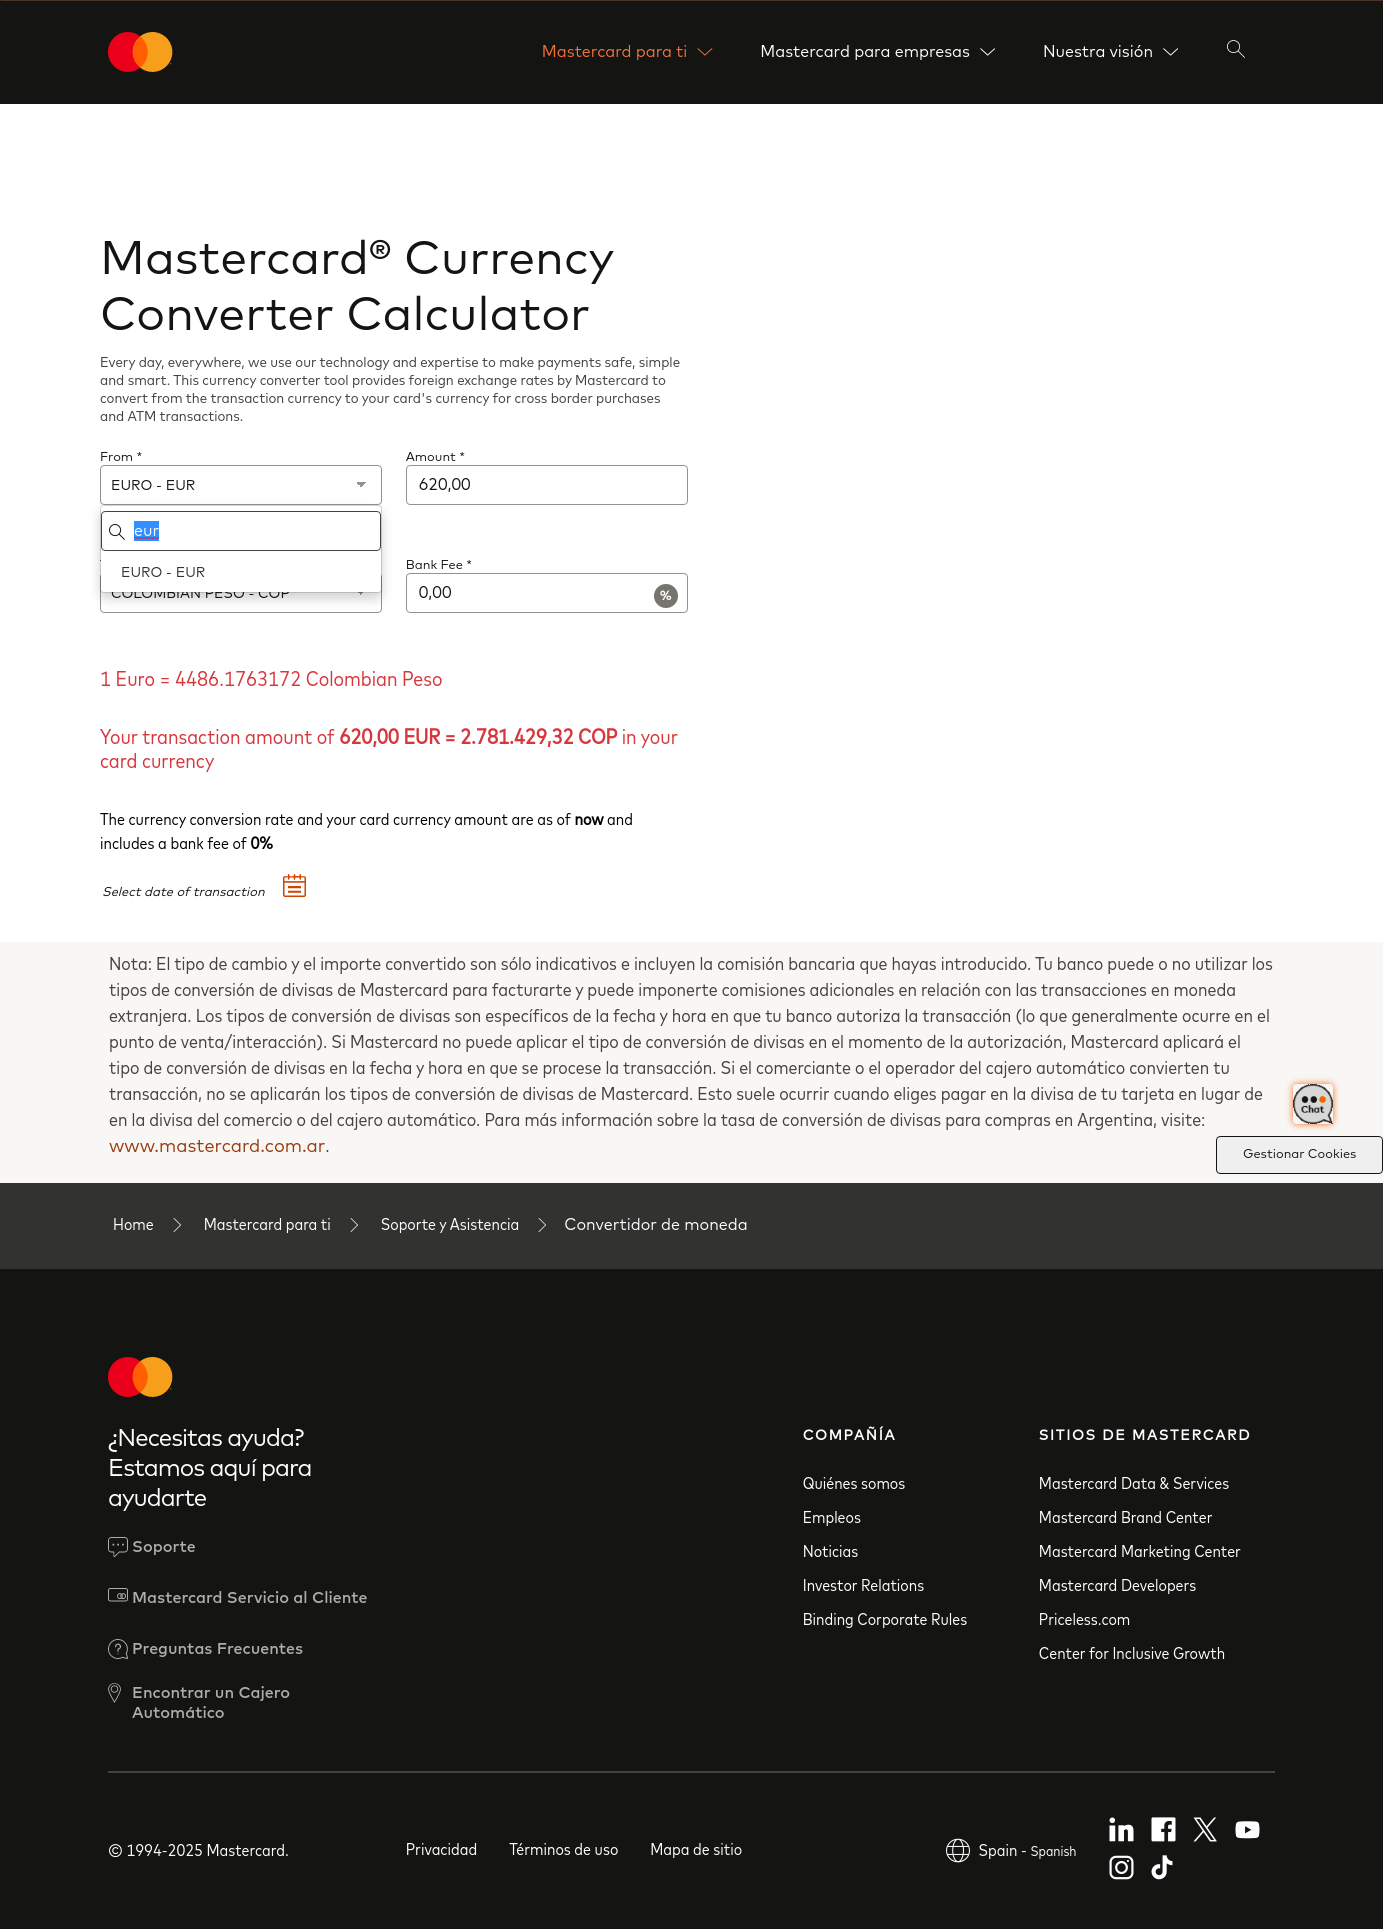 Mastercard para ti
Mastercard para empresas
Nuestra visión
Mastercard® Currency
Converter Calculator
Every day, everywhere, we use our technology and expertise to make payments safe, simple
and smart. This currency converter tool provides foreign exchange rates by Mastercard to
convert from the transaction currency to your card's currency for cross border purchases
and ATM transactions.
From *
Amount *
EURO - EUR
620,00
eur
EURO - EUR
Bank Fee *
COLOMBIAN PESO - COP
0,00
%
1 Euro = 4486.1763172 Colombian Peso
Your transaction amount of 620,00 EUR = 2.781.429,32 COP in your
card currency
The currency conversion rate and your card currency amount are as of now and
includes a bank fee of 0%
Select date of transaction
Nota: El tipo de cambio y el importe convertido son sólo indicativos e incluyen la comisión bancaria que hayas introducido. Tu banco puede o no utilizar los
tipos de conversión de divisas de Mastercard para facturarte y puede imponerte comisiones adicionales en relación con las transacciones en moneda
extranjera. Los tipos de conversión de divisas son específicos de la fecha y hora en que tu banco autoriza la transacción (lo que generalmente ocurre en el
punto de venta/interacción). Si Mastercard no puede aplicar el tipo de conversión de divisas en el momento de la autorización, Mastercard aplicará el
tipo de conversión de divisas en la fecha y hora en que se procese la transacción. Si el comerciante o el operador del cajero automático convierten tu
transacción, no se aplicarán los tipos de conversión de divisas de Mastercard. Esto suele ocurrir cuando eliges pagar en la divisa de tu tarjeta en lugar de
en la divisa del comercio o del cajero automático. Para más información sobre la tasa de conversión de divisas para compras en Argentina, visite:
www.mastercard.com.ar.
Chat
Gestionar Cookies
Home
Mastercard para ti
Soporte y Asistencia
Convertidor de moneda
¿Necesitas ayuda?
Estamos aquí para
ayudarte
Soporte
Mastercard Servicio al Cliente
Preguntas Frecuentes
Encontrar un Cajero
Automático
COMPAÑÍA
Quiénes somos
Empleos
Noticias
Investor Relations
Binding Corporate Rules
SITIOS DE MASTERCARD
Mastercard Data & Services
Mastercard Brand Center
Mastercard Marketing Center
Mastercard Developers
Priceless.com
Center for Inclusive Growth
© 1994-2025 Mastercard.
Privacidad
Términos de uso
Mapa de sitio
Spain - Spanish